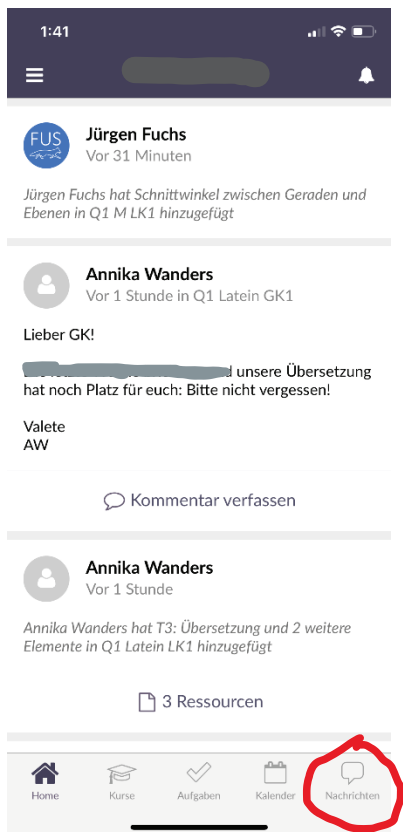 1:41
FUS
Jürgen Fuchs
Vor 31 Minuten
Jürgen Fuchs hat Schnittwinkel zwischen Geraden und
Ebenen in Q1 M LK1 hinzugefügt
Annika Wanders
Vor 1 Stunde in Q1 Latein GK1
Lieber GK!
unsere Übersetzung
hat noch Platz für euch: Bitte nicht vergessen!
Valete
AW
Kommentar verfassen
Annika Wanders
Vor 1 Stunde
Annika Wanders hat T3: Übersetzung und 2 weitere
Elemente in Q1 Latein LK1 hinzugefügt
3 Ressourcen
Home Kurse Aufgaben Kalender Nachrichten